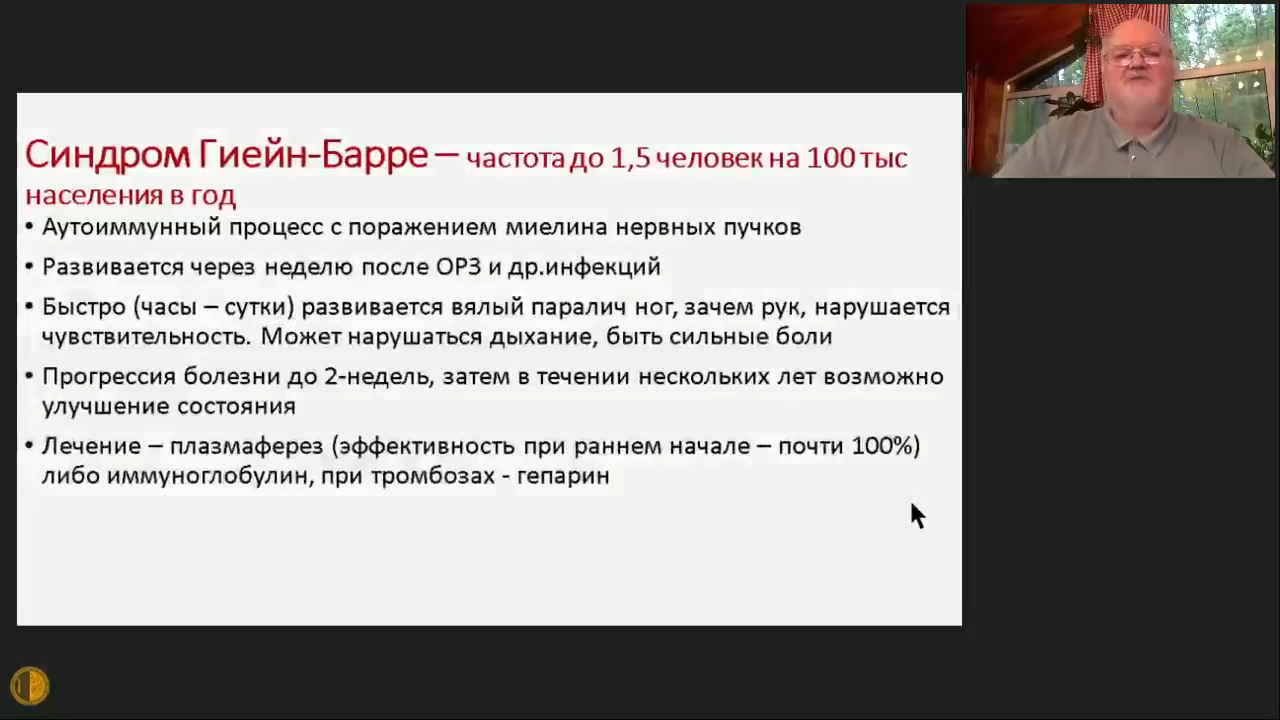 Синдром Гиейн-Барре – частота до 1,5 человек на 100 тыс
населения в год
• Аутоиммунный процесс с поражением миелина нервных пучков
• Развивается через неделю после ОРЗ и др.инфекций
• Быстро (часы – сутки) развивается вялый паралич ног, зачем рук, нарушается
чувствительность. Может нарушаться дыхание, быть сильные боли
• Прогрессия болезни до 2-недель, затем в течении нескольких лет возможно
улучшение состояния
• Лечение – плазмаферез (эффективность при раннем начале – почти 100%)
либо иммуноглобулин, при тромбозах - гепарин